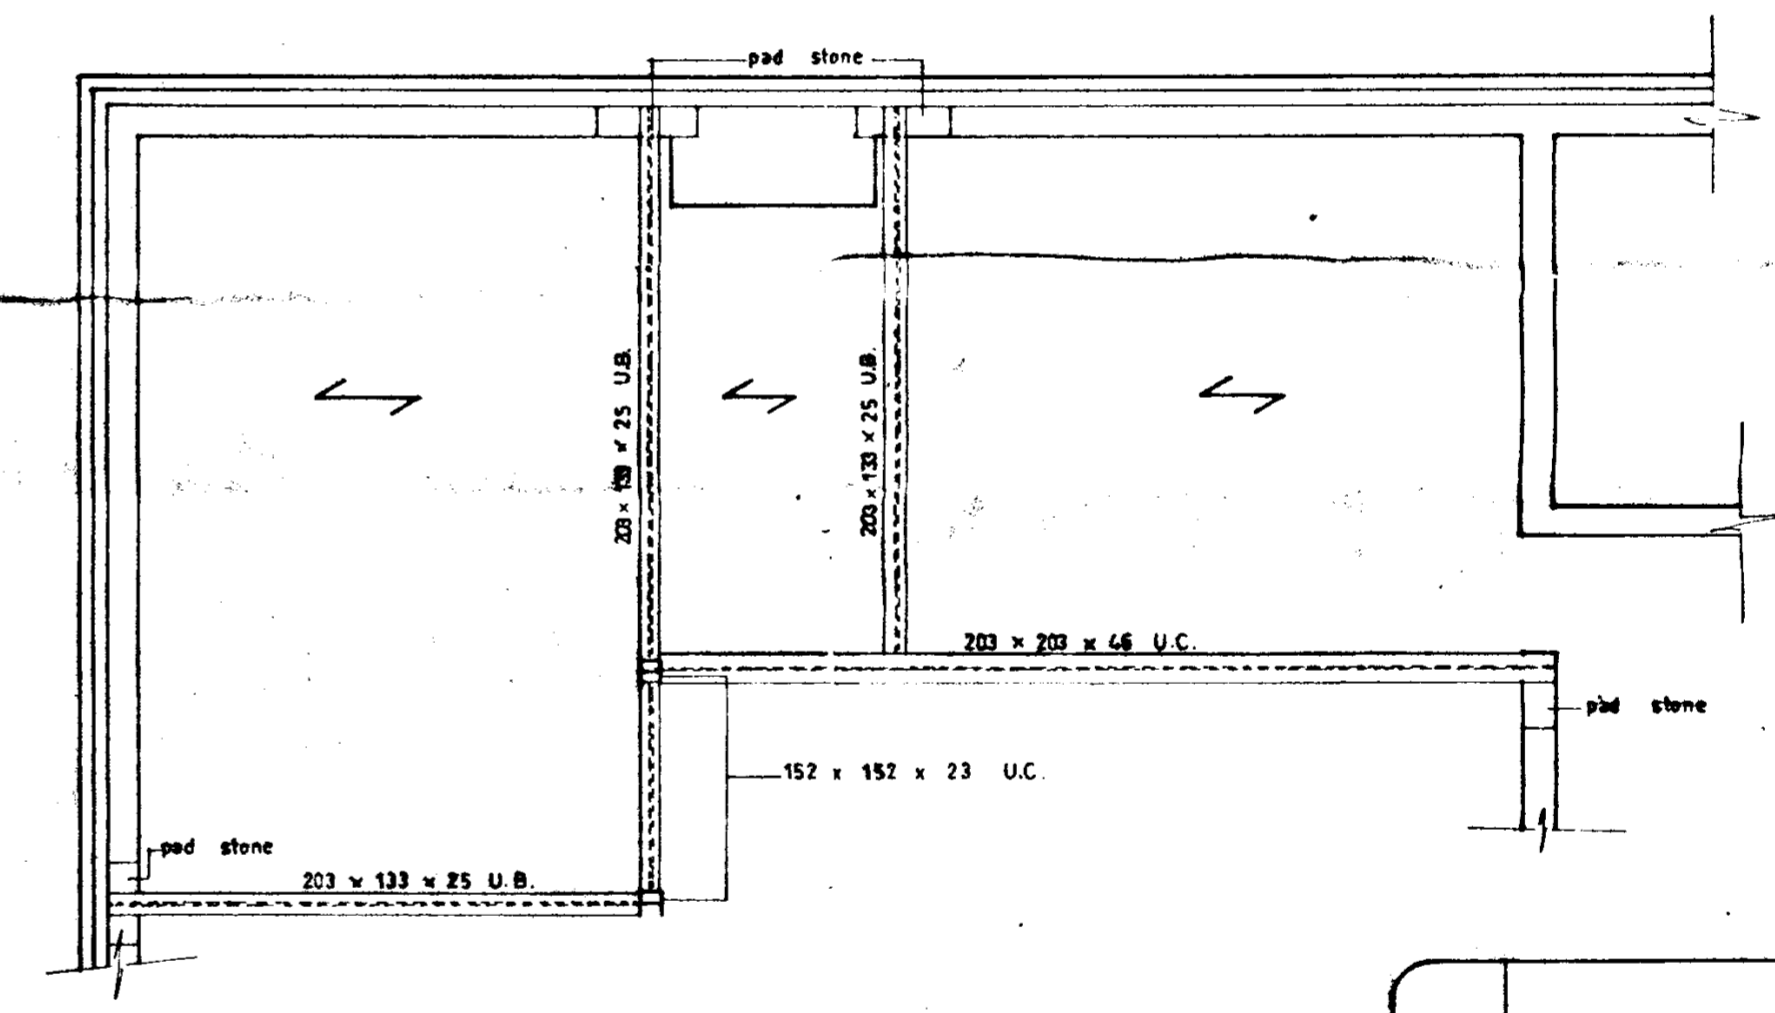 pad stone
203 x 133 x 25 U.B.
203 x 133 x 25 U.B.
203 x 203 x 46 U.C.
pad stone
152 x 152 x 23 U.C.
pad stone
203 x 133 x 25 U.B.